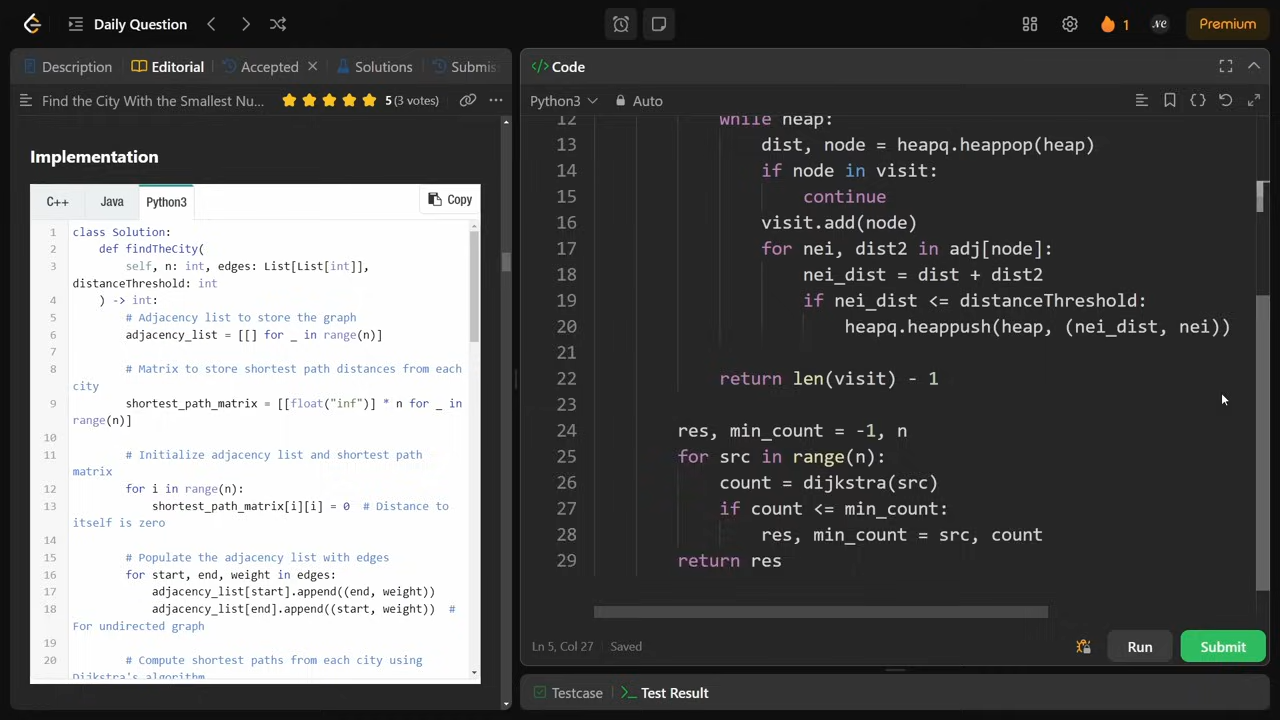 Daily Question
1
Premium
Description
Editorial
Accepted
Solutions
Submis
Find the City With the Smallest Nu... 5 (3 votes)
Implementation
C++ Java Python3 Copy
1 class Solution:
2 def findTheCity(
3 self, n: int, edges: List[List[int]],
distanceThreshold: int
4 ) -> int:
5 # Adjacency list to store the graph
6 adjacency_list = [[] for _ in range(n)]
7
8 # Matrix to store shortest path distances from each
city
9 shortest_path_matrix = [[float("inf")] * n for _ in
range(n)]
10
11 # Initialize adjacency list and shortest path
matrix
12 for i in range(n):
13 shortest_path_matrix[i][i] = 0 # Distance to
itself is zero
14
15 # Populate the adjacency list with edges
16 for start, end, weight in edges:
17 adjacency_list[start].append((end, weight))
18 adjacency_list[end].append((start, weight)) #
For undirected graph
19
20 # Compute shortest paths from each city using
Dijkstra's algorithm
</> Code
Python3 Auto
12 while heap:
13 dist, node = heapq.heappop(heap)
14 if node in visit:
15 continue
16 visit.add(node)
17 for nei, dist2 in adj[node]:
18 nei_dist = dist + dist2
19 if nei_dist <= distanceThreshold:
20 heapq.heappush(heap, (nei_dist, nei))
21
22 return len(visit) - 1
23
24 res, min_count = -1, n
25 for src in range(n):
26 count = dijkstra(src)
27 if count <= min_count:
28 res, min_count = src, count
29 return res
Ln 5, Col 27 Saved
Run
Submit
Testcase
Test Result